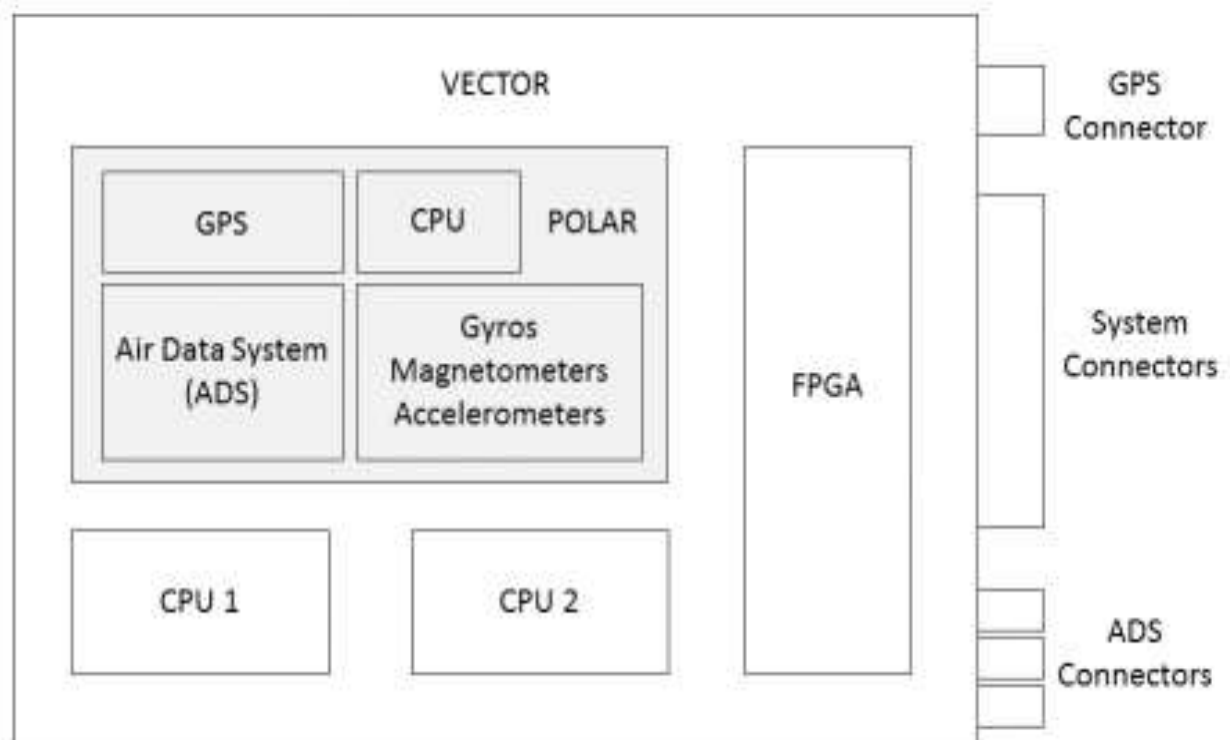 VECTOR
GPS
Connector
GPS
CPU
POLAR
Air Data System
(ADS)
Gyros
Magnetometers
Accelerometers
FPGA
System
Connectors
CPU 1
CPU 2
ADS
Connectors